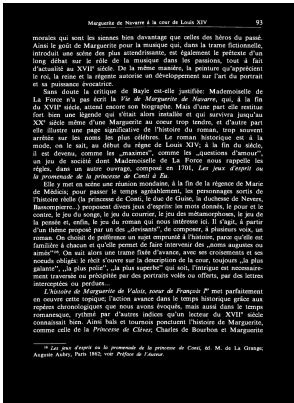 Marguerite de Navarre à la cour de Louis XIV 93
morales qui sont les siennes bien davantage que celles des héros du passé.
Ainsi le goût de Marguerite pour la musique qui, dans la trame fictionnelle,
introduit une scène des plus attendrissante, est également le prétexte d'un
long débat sur le rôle de la musique dans les passions, tout à fait
d'actualité au XVIIe siècle. De la même manière, la peinture qu'apprécient
le roi, la reine et la régente autorise un développement sur l'art du portrait
et sa puissance évocatrice.
Sans doute la critique de Bayle est-elle justifiée: Mademoiselle de
La Force n'a pas écrit la Vie de Marguerite de Navarre, qui, à la fin
du XVIIe siècle, attend encore son biographe. Mais d'une part elle restitue
fort bien une légende qui s'était alors installée et qui survivra jusqu'au
XXe siècle même d'une Marguerite au coeur trop tendre, et d'autre part
elle illustre une page significative de l'histoire du roman, trop souvent
arrêtée sur les noms les plus célèbres. Le roman historique est à la
mode, on le sait, au début du règne de Louis XIV; à la fin du siècle,
il est devenu, comme les „maximes", comme les „questions d'amour",
un jeu de société dont Mademoiselle de La Force nous rappelle les
règles, dans un autre ouvrage, composé en 1701, Les jeux d'esprit ou
la promenade de la princesse de Conti à Eu.
Elle y met en scène une réunion mondaine, à la fin de la régence de Marie
de Médicis; pour passer le temps agréablement, les personnages sortis de
l'histoire réelle (la princesse de Conti, le duc de Guise, la duchesse de Nevers,
Bassompierre...) proposent divers jeux d'esprit: les mots donnés, le pour et le
contre, le jeu du songe, le jeu du courrier, le jeu des métamorphoses, le jeu de
la pensée et, enfin, le jeu du roman qui nous intéresse ici. Il s'agit, à partir
d'un thème proposé par un des „devisants", de composer, à plusieurs voix, un
roman. On choisit de préférence un sujet emprunté à l'histoire, parce qu'elle est
familière à chacun et qu'elle permet de faire intervenir des „noms augustes ou
aimés". On suit alors une trame fixée d'avance, avec ses croisements et ses
noeuds obligés: le récit s'ouvre sur la description de la cour, toujours „la plus
galante", „la plus polie", „la plus superbe" qui soit, l'intrigue est nécessaire-
ment traversée ou précipitée par des portraits volés ou offerts, par des lettres
interceptées ou perdues...
L'histoire de Marguerite de Valois, soeur de François Ier met parfaitement
en oeuvre cette topique; l'action avance dans le temps historique grâce aux
repères chronologiques que nous avons évoqués, mais aussi dans le temps
romanesque, rythmé par d'autres indices qu'un lecteur du XVIIe siècle
connaissait bien. Ainsi bals et tournois ponctuent l'histoire de Marguerite,
comme celle de la Princesse de Clèves; Charles de Bourbon et Marguerite
Les jeux d'esprit ou la promenade de la princesse de Conti, éd. M. de La Grange;
Auguste Aubry, Paris 1862; voir Préface de l'Auteur.